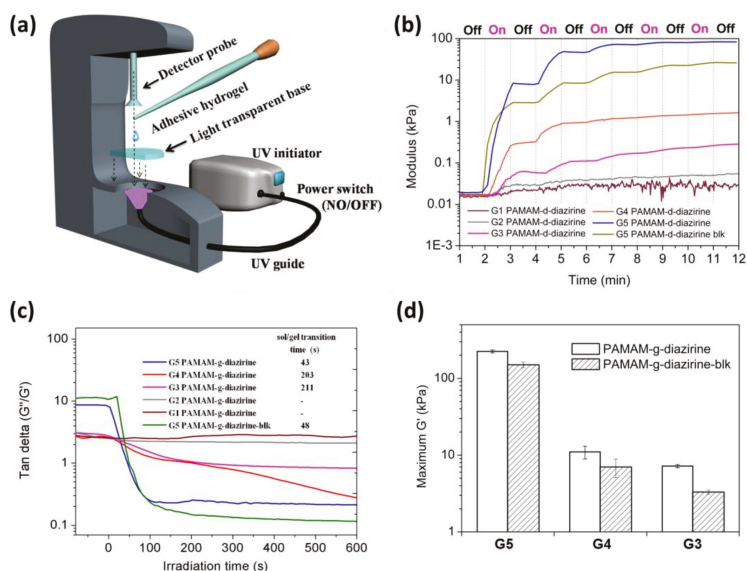 (a)
Detector probe
Adhesive hydrogel
Light transparent base
UV initiator
Power switch
(NO/OFF)
UV guide
(b)
Off On Off On Off On Off On Off On Off
Modulus (kPa)
100
10
1
0.1
0.01
1E-3
G1 PAMAM-d-diazirine
G2 PAMAM-d-diazirine
G3 PAMAM-d-diazirine
G4 PAMAM-d-diazirine
G5 PAMAM-d-diazirine
G5 PAMAM-d-diazirine blk
1 2 3 4 5 6 7 8 9 10 11 12
Time (min)
(c)
Tan delta (G''/G')
100
10
1
0.1
sol/gel transition
time (s)
G5 PAMAM-g-diazirine 43
G4 PAMAM-g-diazirine 203
G3 PAMAM-g-diazirine 211
G2 PAMAM-g-diazirine -
G1 PAMAM-g-diazirine -
G5 PAMAM-g-diazirine-blk 48
0 100 200 300 400 500 600
Irradiation time (s)
(d)
Maximum G' (kPa)
100
10
1
PAMAM-g-diazirine
PAMAM-g-diazirine-blk
G5 G4 G3